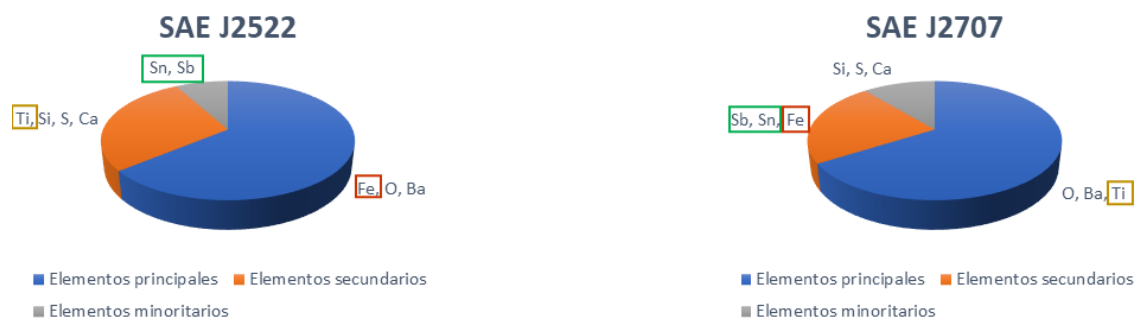 SAE J2522
Sn, Sb
Ti, Si, S, Ca
Fe, O, Ba
Elementos principales
Elementos secundarios
Elementos minoritarios
SAE J2707
Si, S, Ca
Sb, Sn, Fe
O, Ba, Ti
Elementos principales
Elementos secundarios
Elementos minoritarios